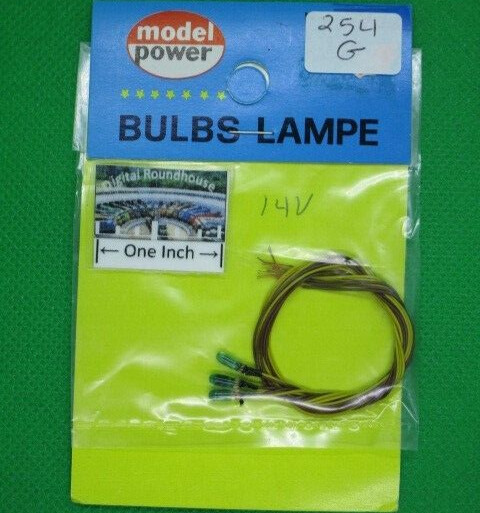 model
power
254
G
BULBS LAMPE
Digital Roundhouse
|← One Inch →|
14V